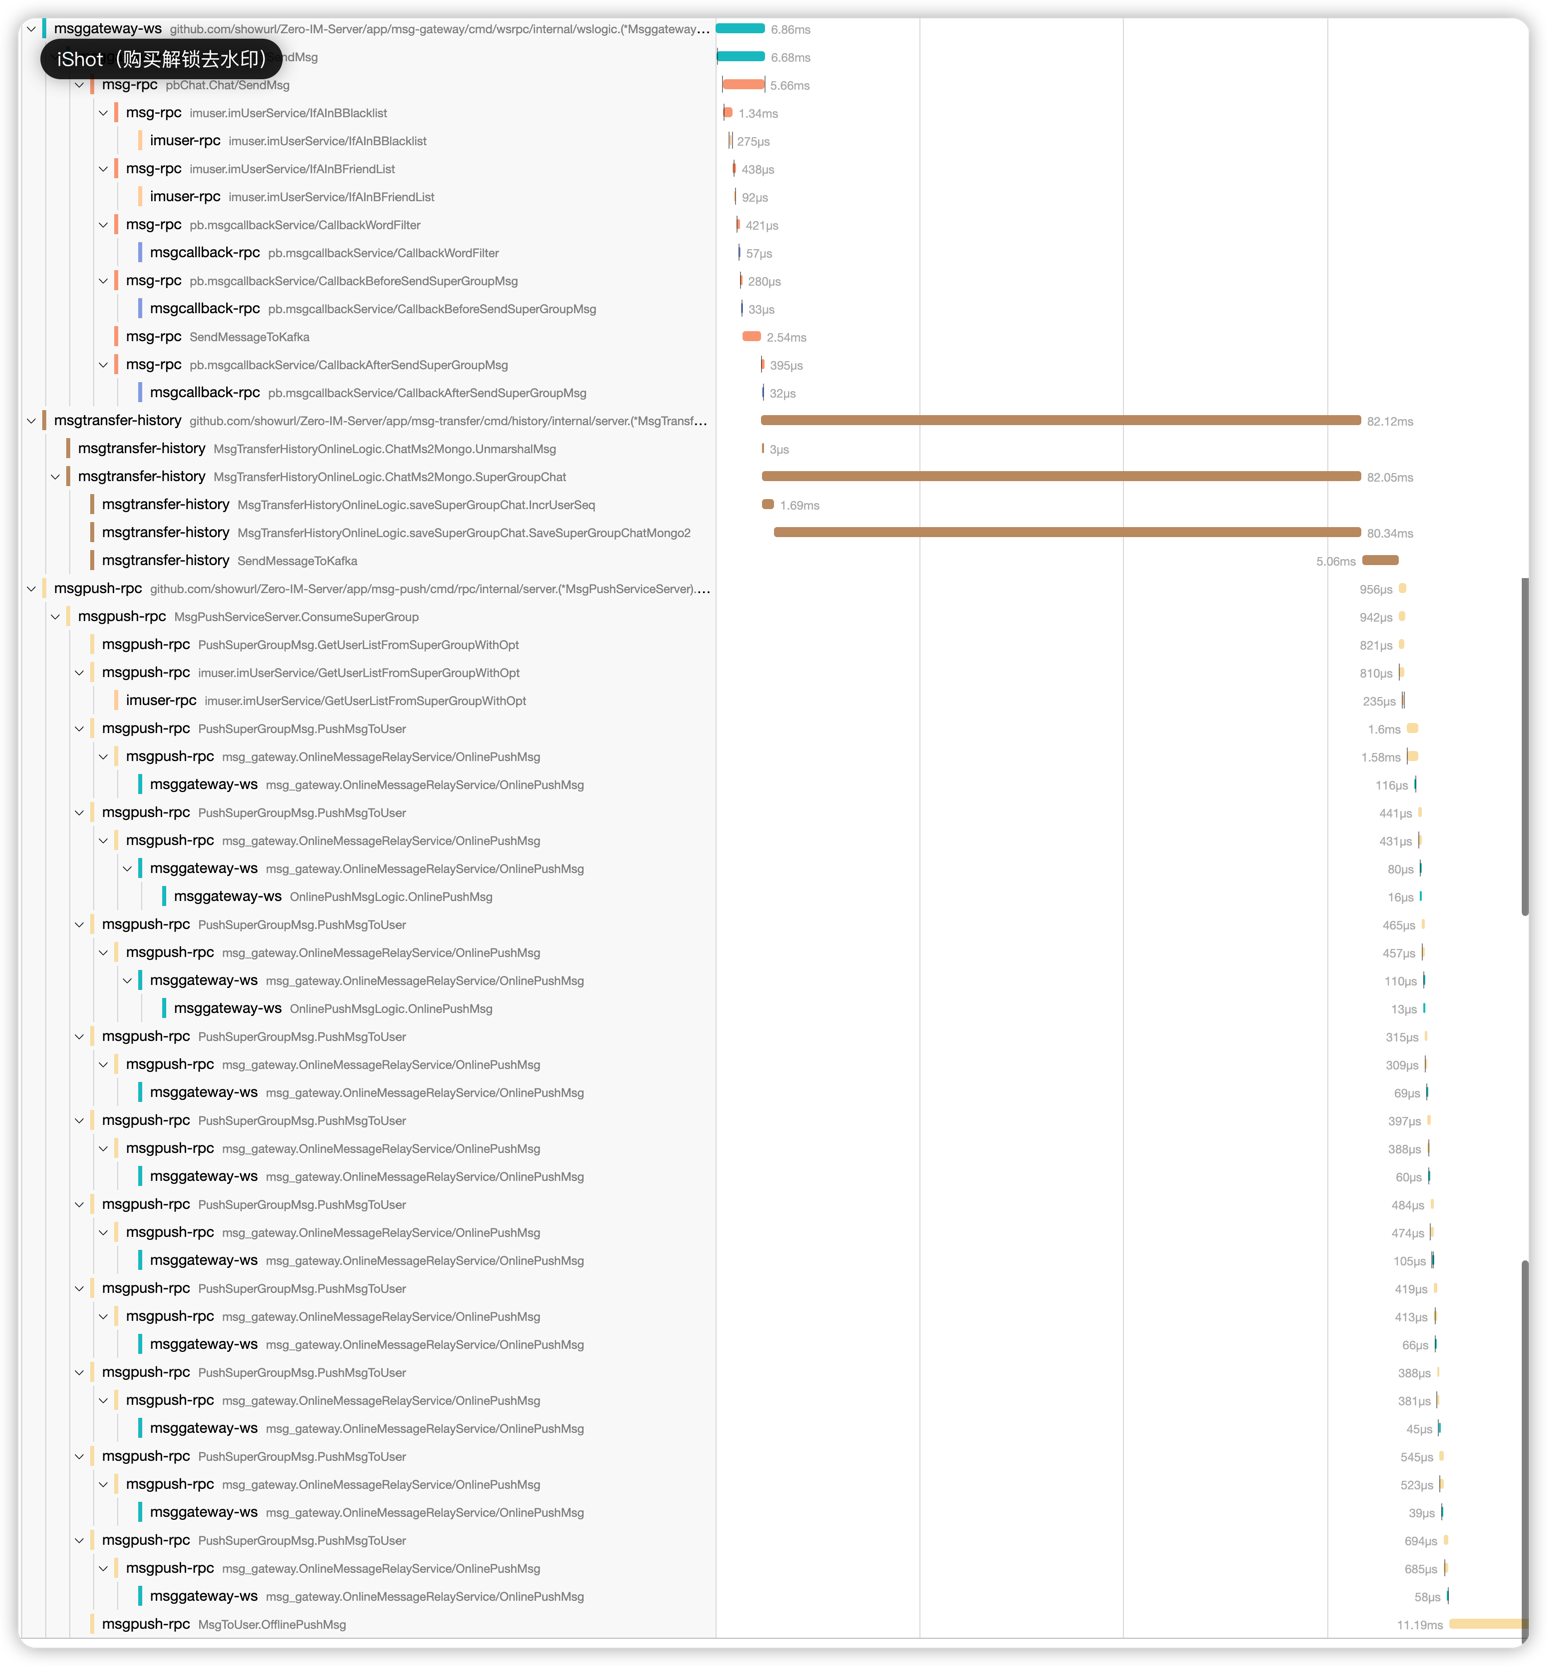 msggateway-ws github.com/showurl/Zero-IM-Server/app/msg-gateway/cmd/wsrpc/internal/wslogic.(*Msggateway... 6.86ms
iShot（购买解锁去水印） ndMsg 6.68ms
msg-rpc pbChat.Chat/SendMsg 5.66ms
msg-rpc imuser.imUserService/IfAInBBlacklist 1.34ms
imuser-rpc imuser.imUserService/IfAInBBlacklist 275μs
msg-rpc imuser.imUserService/IfAInBFriendList 438μs
imuser-rpc imuser.imUserService/IfAInBFriendList 92μs
msg-rpc pb.msgcallbackService/CallbackWordFilter 421μs
msgcallback-rpc pb.msgcallbackService/CallbackWordFilter 57μs
msg-rpc pb.msgcallbackService/CallbackBeforeSendSuperGroupMsg 280μs
msgcallback-rpc pb.msgcallbackService/CallbackBeforeSendSuperGroupMsg 33μs
msg-rpc SendMessageToKafka 2.54ms
msg-rpc pb.msgcallbackService/CallbackAfterSendSuperGroupMsg 395μs
msgcallback-rpc pb.msgcallbackService/CallbackAfterSendSuperGroupMsg 32μs
msgtransfer-history github.com/showurl/Zero-IM-Server/app/msg-transfer/cmd/history/internal/server.(*MsgTransf... 82.12ms
msgtransfer-history MsgTransferHistoryOnlineLogic.ChatMs2Mongo.UnmarshalMsg 3μs
msgtransfer-history MsgTransferHistoryOnlineLogic.ChatMs2Mongo.SuperGroupChat 82.05ms
msgtransfer-history MsgTransferHistoryOnlineLogic.saveSuperGroupChat.IncrUserSeq 1.69ms
msgtransfer-history MsgTransferHistoryOnlineLogic.saveSuperGroupChat.SaveSuperGroupChatMongo2 80.34ms
msgtransfer-history SendMessageToKafka 5.06ms
msgpush-rpc github.com/showurl/Zero-IM-Server/app/msg-push/cmd/rpc/internal/server.(*MsgPushServiceServer).... 956μs
msgpush-rpc MsgPushServiceServer.ConsumeSuperGroup 942μs
msgpush-rpc PushSuperGroupMsg.GetUserListFromSuperGroupWithOpt 821μs
msgpush-rpc imuser.imUserService/GetUserListFromSuperGroupWithOpt 810μs
imuser-rpc imuser.imUserService/GetUserListFromSuperGroupWithOpt 235μs
msgpush-rpc PushSuperGroupMsg.PushMsgToUser 1.6ms
msgpush-rpc msg_gateway.OnlineMessageRelayService/OnlinePushMsg 1.58ms
msggateway-ws msg_gateway.OnlineMessageRelayService/OnlinePushMsg 116μs
msgpush-rpc PushSuperGroupMsg.PushMsgToUser 441μs
msgpush-rpc msg_gateway.OnlineMessageRelayService/OnlinePushMsg 431μs
msggateway-ws msg_gateway.OnlineMessageRelayService/OnlinePushMsg 80μs
msggateway-ws OnlinePushMsgLogic.OnlinePushMsg 16μs
msgpush-rpc PushSuperGroupMsg.PushMsgToUser 465μs
msgpush-rpc msg_gateway.OnlineMessageRelayService/OnlinePushMsg 457μs
msggateway-ws msg_gateway.OnlineMessageRelayService/OnlinePushMsg 110μs
msggateway-ws OnlinePushMsgLogic.OnlinePushMsg 13μs
msgpush-rpc PushSuperGroupMsg.PushMsgToUser 315μs
msgpush-rpc msg_gateway.OnlineMessageRelayService/OnlinePushMsg 309μs
msggateway-ws msg_gateway.OnlineMessageRelayService/OnlinePushMsg 69μs
msgpush-rpc PushSuperGroupMsg.PushMsgToUser 397μs
msgpush-rpc msg_gateway.OnlineMessageRelayService/OnlinePushMsg 388μs
msggateway-ws msg_gateway.OnlineMessageRelayService/OnlinePushMsg 60μs
msgpush-rpc PushSuperGroupMsg.PushMsgToUser 484μs
msgpush-rpc msg_gateway.OnlineMessageRelayService/OnlinePushMsg 474μs
msggateway-ws msg_gateway.OnlineMessageRelayService/OnlinePushMsg 105μs
msgpush-rpc PushSuperGroupMsg.PushMsgToUser 419μs
msgpush-rpc msg_gateway.OnlineMessageRelayService/OnlinePushMsg 413μs
msggateway-ws msg_gateway.OnlineMessageRelayService/OnlinePushMsg 66μs
msgpush-rpc PushSuperGroupMsg.PushMsgToUser 388μs
msgpush-rpc msg_gateway.OnlineMessageRelayService/OnlinePushMsg 381μs
msggateway-ws msg_gateway.OnlineMessageRelayService/OnlinePushMsg 45μs
msgpush-rpc PushSuperGroupMsg.PushMsgToUser 545μs
msgpush-rpc msg_gateway.OnlineMessageRelayService/OnlinePushMsg 523μs
msggateway-ws msg_gateway.OnlineMessageRelayService/OnlinePushMsg 39μs
msgpush-rpc PushSuperGroupMsg.PushMsgToUser 694μs
msgpush-rpc msg_gateway.OnlineMessageRelayService/OnlinePushMsg 685μs
msggateway-ws msg_gateway.OnlineMessageRelayService/OnlinePushMsg 58μs
msgpush-rpc MsgToUser.OfflinePushMsg 11.19ms